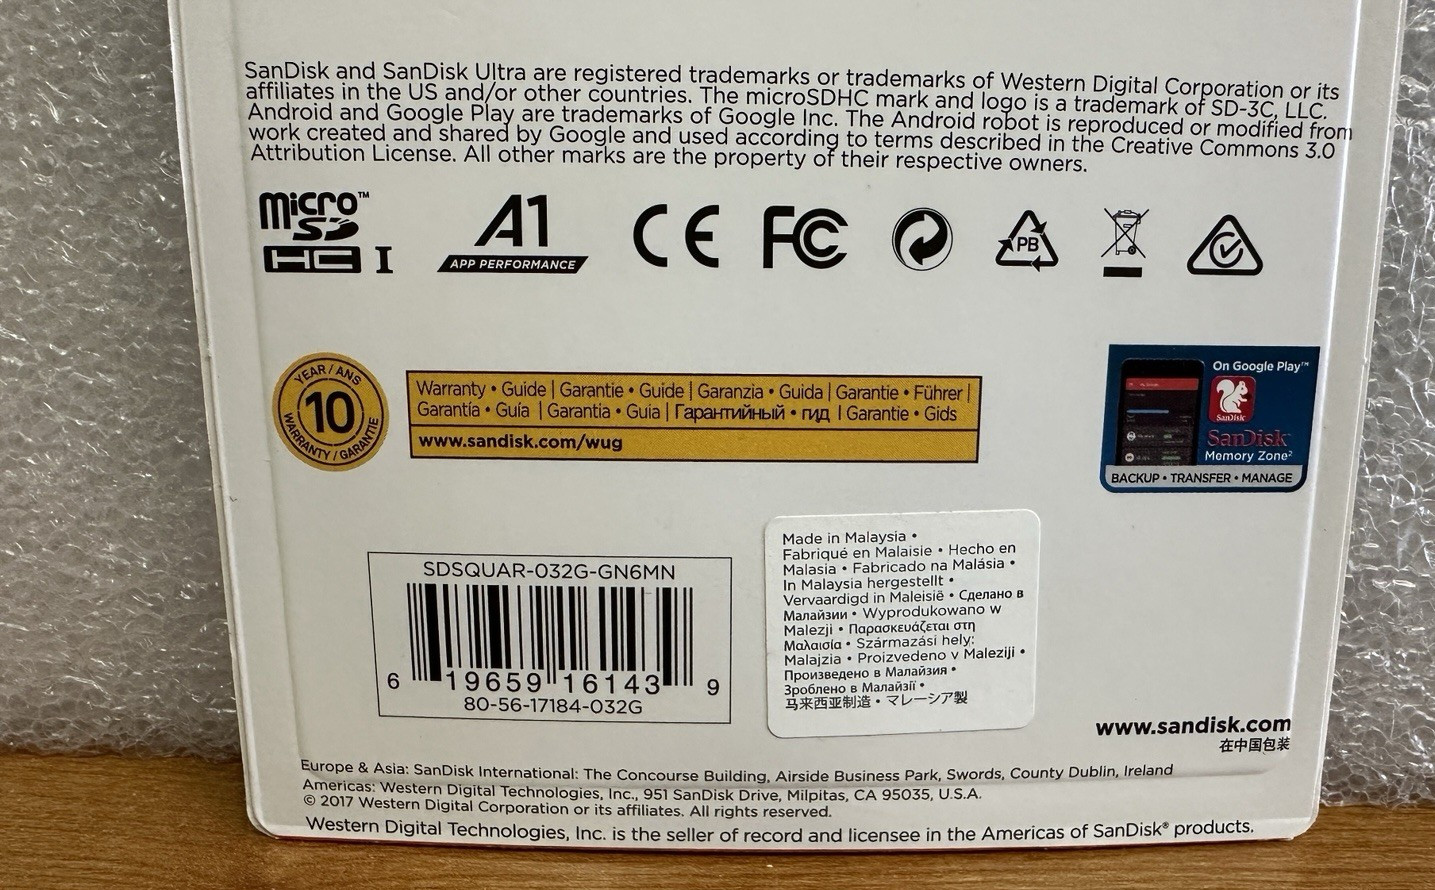 SanDisk and SanDisk Ultra are registered trademarks or trademarks of Western Digital Corporation or its
affiliates in the US and/or other countries. The microSDHC mark and logo is a trademark of SD-3C, LLC.
Android and Google Play are trademarks of Google Inc. The Android robot is reproduced or modified from
work created and shared by Google and used according to terms described in the Creative Commons 3.0
Attribution License. All other marks are the property of their respective owners.
micro™
SD
HC I
A1
APP PERFORMANCE
CE
FC
PB
YEAR / ANS
10
WARRANTY / GARANTIE
Warranty • Guide | Garantie • Guide | Garanzia • Guida | Garantie • Führer |
Garantía • Guía | Garantia • Guia | Гарантийный • гид | Garantie • Gids
www.sandisk.com/wug
On Google Play™
SanDisk
SanDisk
Memory Zone²
BACKUP • TRANSFER • MANAGE
SDSQUAR-032G-GN6MN
6 19659 16143 9
80-56-17184-032G
Made in Malaysia •
Fabriqué en Malaisie • Hecho en
Malasia • Fabricado na Malásia •
In Malaysia hergestellt •
Vervaardigd in Maleisië • Сделано в
Малайзии • Wyprodukowano w
Malezji • Παρασκευάζεται στη
Μαλαισία • Származási hely:
Malajzia • Proizvedeno v Maleziji •
Произведено в Малайзия •
Зроблено в Малайзії •
马来西亚制造 • マレーシア製
www.sandisk.com
在中国包装
Europe & Asia: SanDisk International: The Concourse Building, Airside Business Park, Swords, County Dublin, Ireland
Americas: Western Digital Technologies, Inc., 951 SanDisk Drive, Milpitas, CA 95035, U.S.A.
© 2017 Western Digital Corporation or its affiliates. All rights reserved.
Western Digital Technologies, Inc. is the seller of record and licensee in the Americas of SanDisk® products.